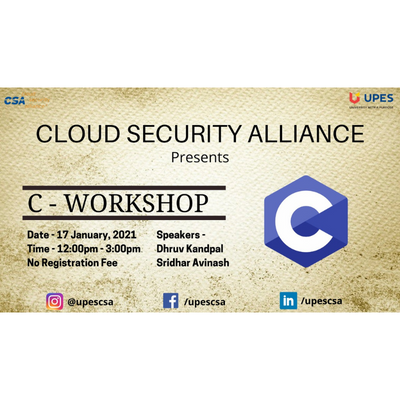 CSA
UPES
CLOUD SECURITY ALLIANCE
Presents
C - WORKSHOP
Date - 17 January, 2021
Time - 12:00pm - 3:00pm
No Registration Fee
Speakers -
Dhruv Kandpal
Sridhar Avinash
C
@upescsa
/upescsa
in /upescsa